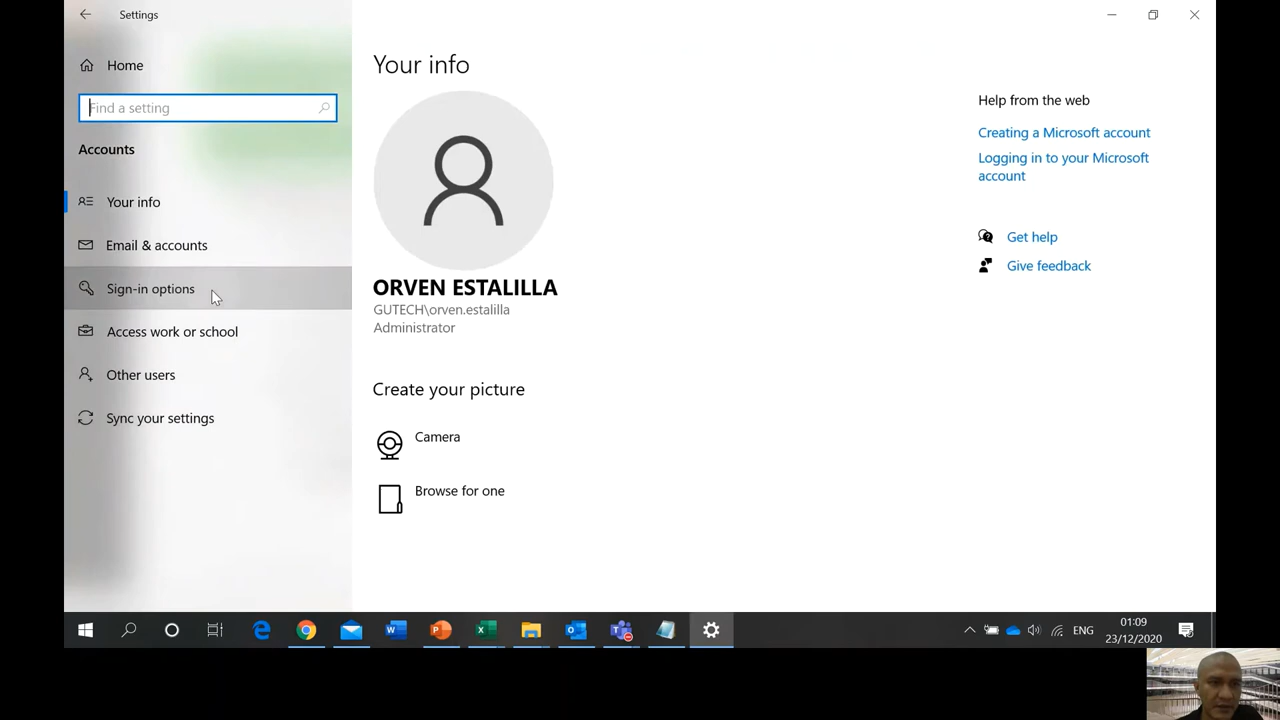 Settings
Home
Find a setting
Accounts
Your info
Email & accounts
Sign-in options
Access work or school
Other users
Sync your settings
Your info
ORVEN ESTALILLA
GUTECH\orven.estalilla
Administrator
Create your picture
Camera
Browse for one
Help from the web
Creating a Microsoft account
Logging in to your Microsoft
account
Get help
Give feedback
ENG
01:09
23/12/2020